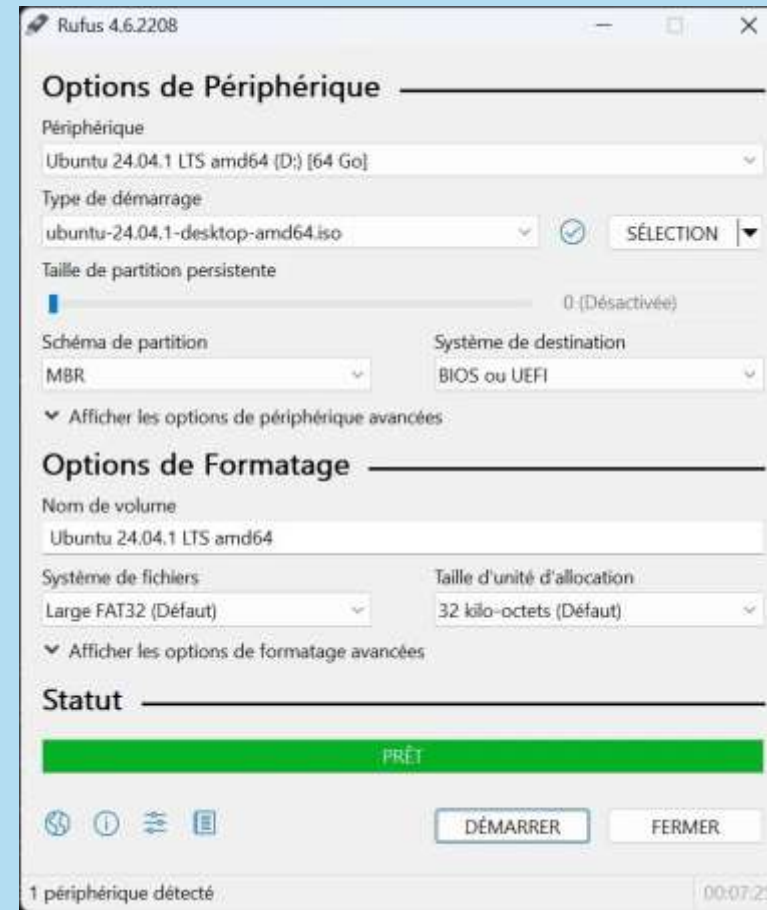 Rufus 4.6.2208
Options de Périphérique
Périphérique
Ubuntu 24.04.1 LTS amd64 (D:) [64 Go]
Type de démarrage
ubuntu-24.04.1-desktop-amd64.iso
SÉLECTION
Taille de partition persistente
0 (Désactivée)
Schéma de partition
Système de destination
MBR
BIOS ou UEFI
Afficher les options de périphérique avancées
Options de Formatage
Nom de volume
Ubuntu 24.04.1 LTS amd64
Système de fichiers
Taille d'unité d'allocation
Large FAT32 (Défaut)
32 kilo-octets (Défaut)
Afficher les options de formatage avancées
Statut
PRÊT
DÉMARRER
FERMER
1 périphérique détecté